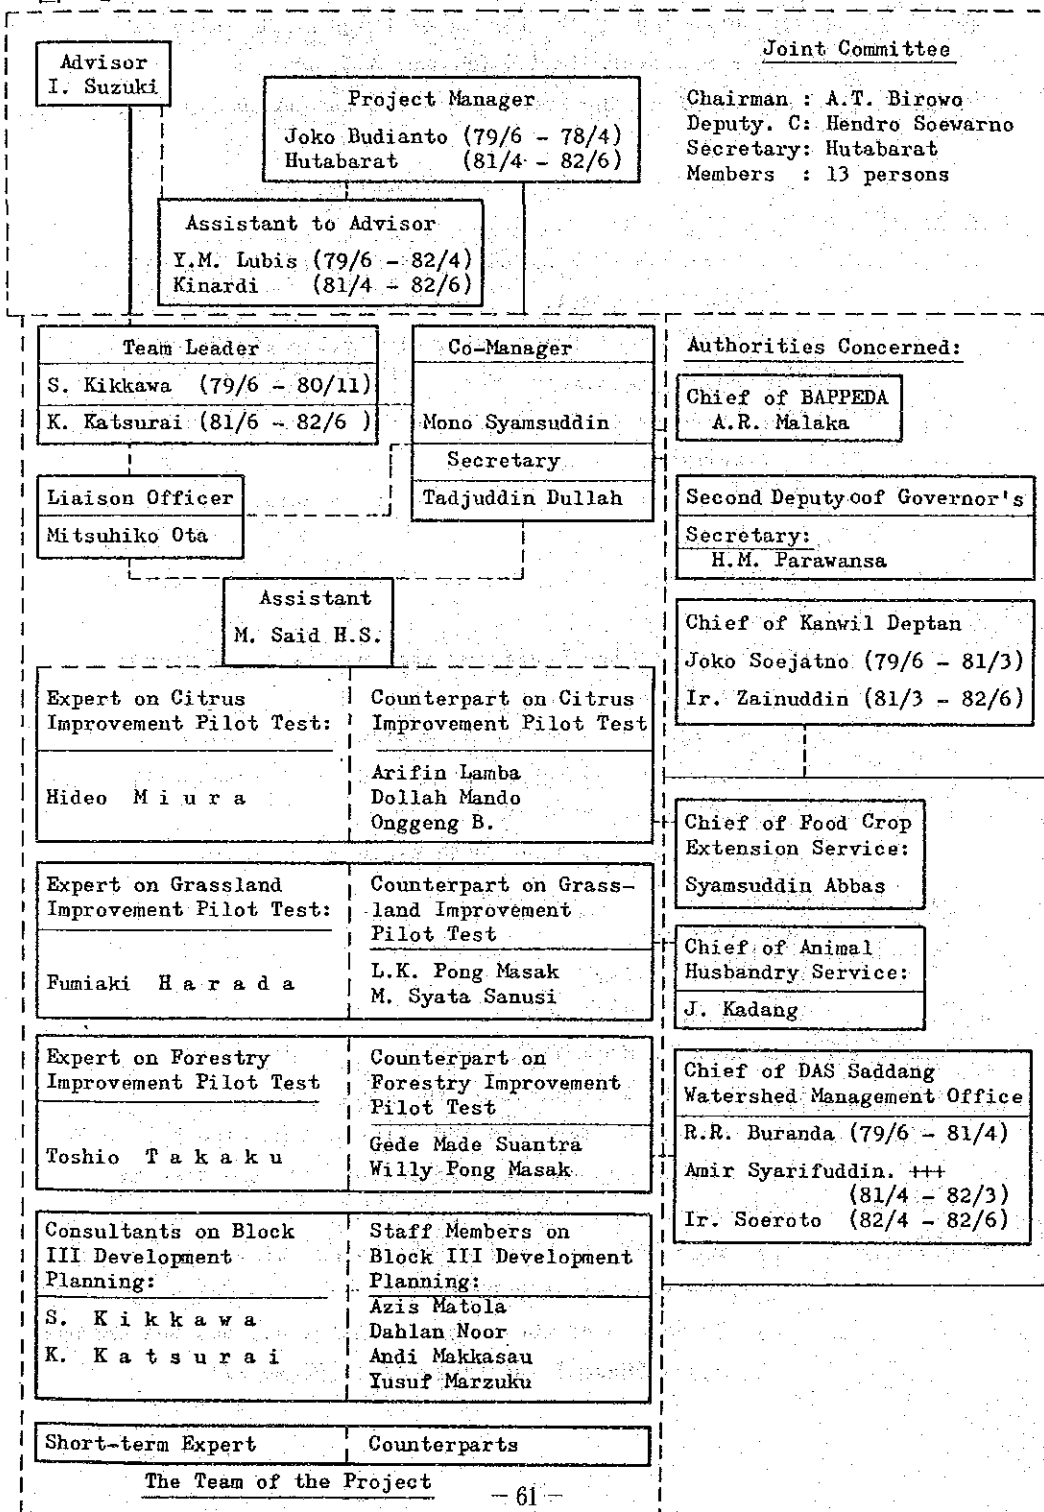 Advisor
I. Suzuki
Project Manager
Joko Budianto (79/6 - 78/4)
Hutabarat (81/4 - 82/6)
Assistant to Advisor
Y.M. Lubis (79/6 - 82/4)
Kinardi (81/4 - 82/6)
Joint Committee
Chairman : A.T. Birowo
Deputy. C: Hendro Soewarno
Secretary: Hutabarat
Members : 13 persons
Team Leader
S. Kikkawa (79/6 - 80/11)
K. Katsurai (81/6 - 82/6 )
Co-Manager
Mono Syamsuddin
Secretary
Tadjuddin Dullah
Liaison Officer
Mitsuhiko Ota
Assistant
M. Said H.S.
Authorities Concerned:
Chief of BAPPEDA
A.R. Malaka
Second Deputy oof Governor's
Secretary:
H.M. Parawansa
Chief of Kanwil Deptan
Joko Soejatno (79/6 - 81/3)
Ir. Zainuddin (81/3 - 82/6)
Expert on Citrus
Improvement Pilot Test:
Hideo M i u r a
Counterpart on Citrus
Improvement Pilot Test
Arifin Lamba
Dollah Mando
Onggeng B.
Chief of Food Crop
Extension Service:
Syamsuddin Abbas
Expert on Grassland
Improvement Pilot Test:
Fumiaki H a r a d a
Counterpart on Grass-
land Improvement
Pilot Test
L.K. Pong Masak
M. Syata Sanusi
Chief of Animal
Husbandry Service:
J. Kadang
Expert on Forestry
Improvement Pilot Test
Toshio T a k a k u
Counterpart on
Forestry Improvement
Pilot Test
Gede Made Suantra
Willy Pong Masak
Chief of DAS Saddang
Watershed Management Office
R.R. Buranda (79/6 - 81/4)
Amir Syarifuddin. +++
(81/4 - 82/3)
Ir. Soeroto (82/4 - 82/6)
Consultants on Block
III Development
Planning:
S. K i k k a w a
K. K a t s u r a i
Staff Members on
Block III Development
Planning:
Azis Matola
Dahlan Noor
Andi Makkasau
Yusuf Marzuku
Short-term Expert
Counterparts
The Team of the Project
- 61 -